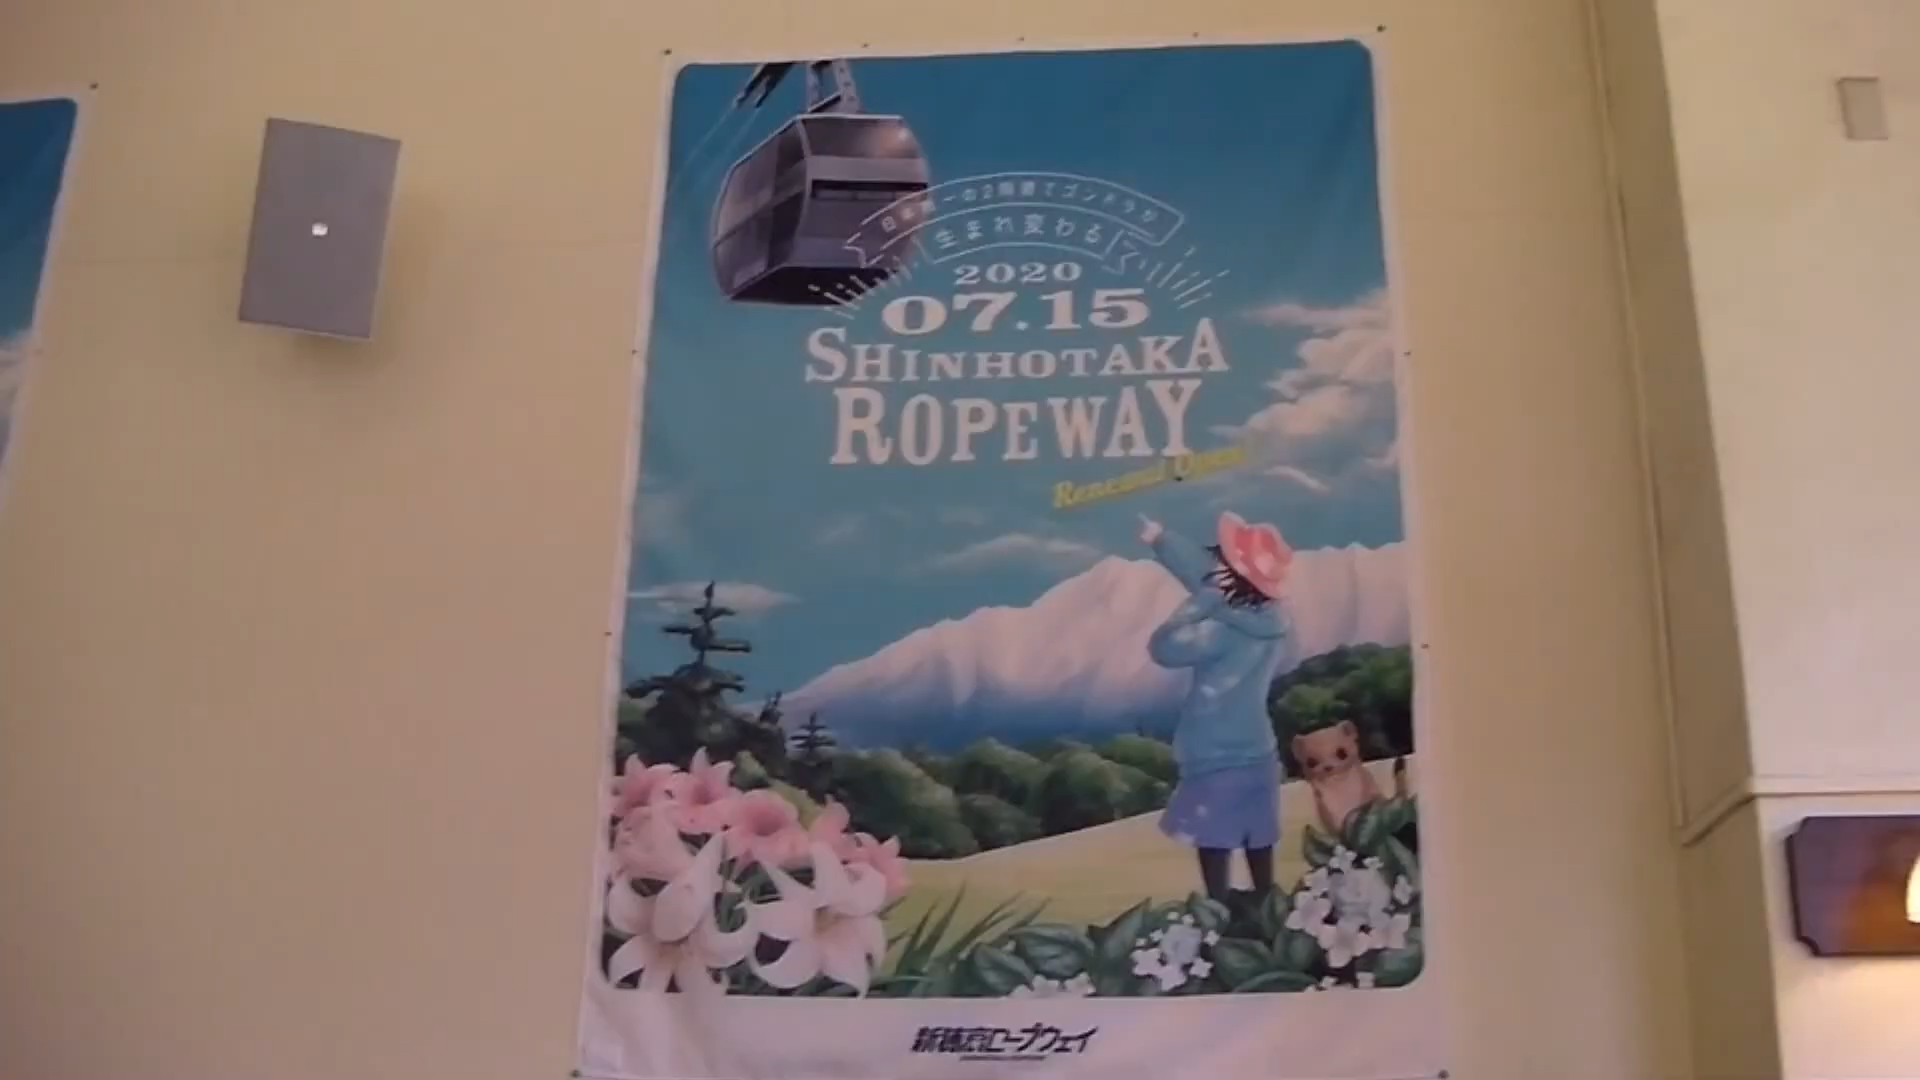 日本唯一の2階建てゴンドラが
生まれ変わる
2020
07.15
SHINHOTAKA
ROPEWAY
Renewal Open!
新穂高ロープウェイ